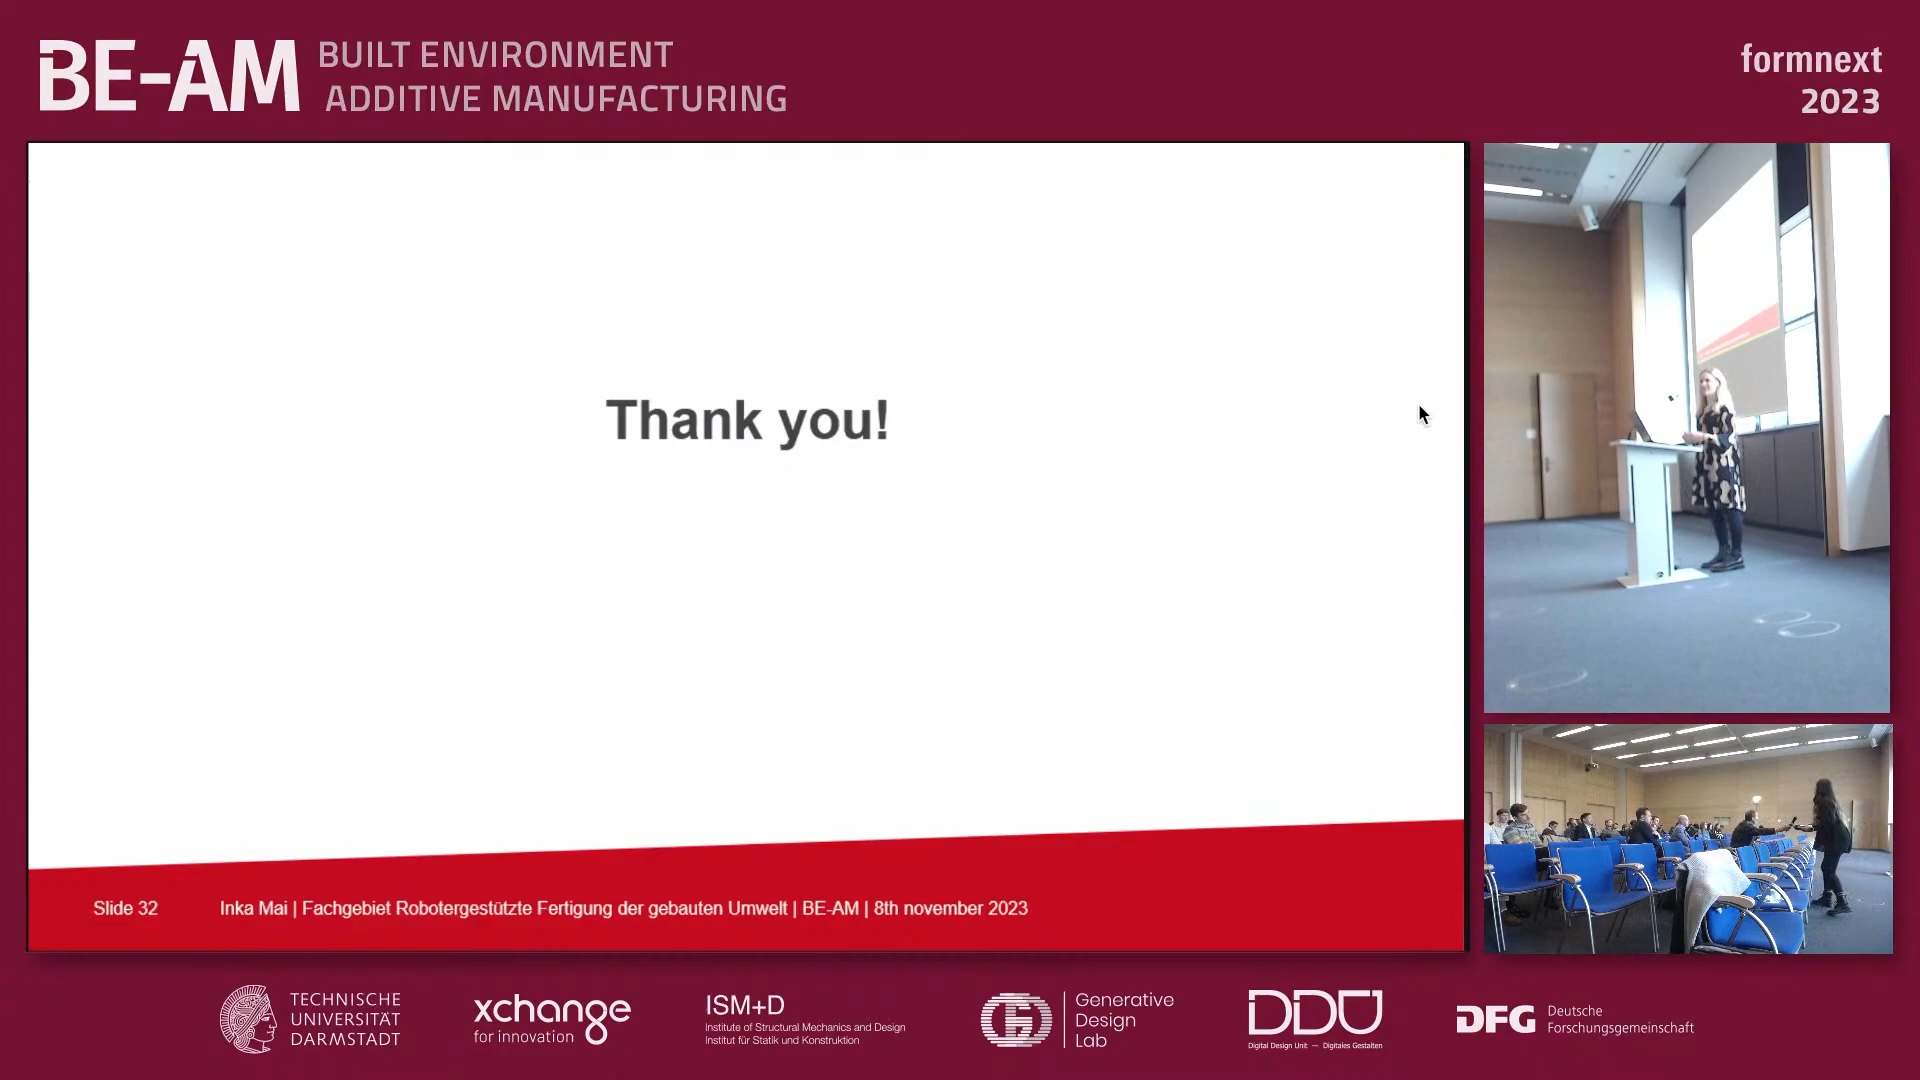 BE-AM
BUILT ENVIRONMENT
ADDITIVE MANUFACTURING
formnext
2023
Thank you!
Slide 32
Inka Mai | Fachgebiet Robotergestützte Fertigung der gebauten Umwelt | BE-AM | 8th november 2023
TECHNISCHE
UNIVERSITÄT
DARMSTADT
xchange
for innovation
ISM+D
Institute of Structural Mechanics and Design
Institut für Statik und Konstruktion
Generative
Design
Lab
DDU
Digital Design Unit — Digitales Gestalten
DFG
Deutsche
Forschungsgemeinschaft